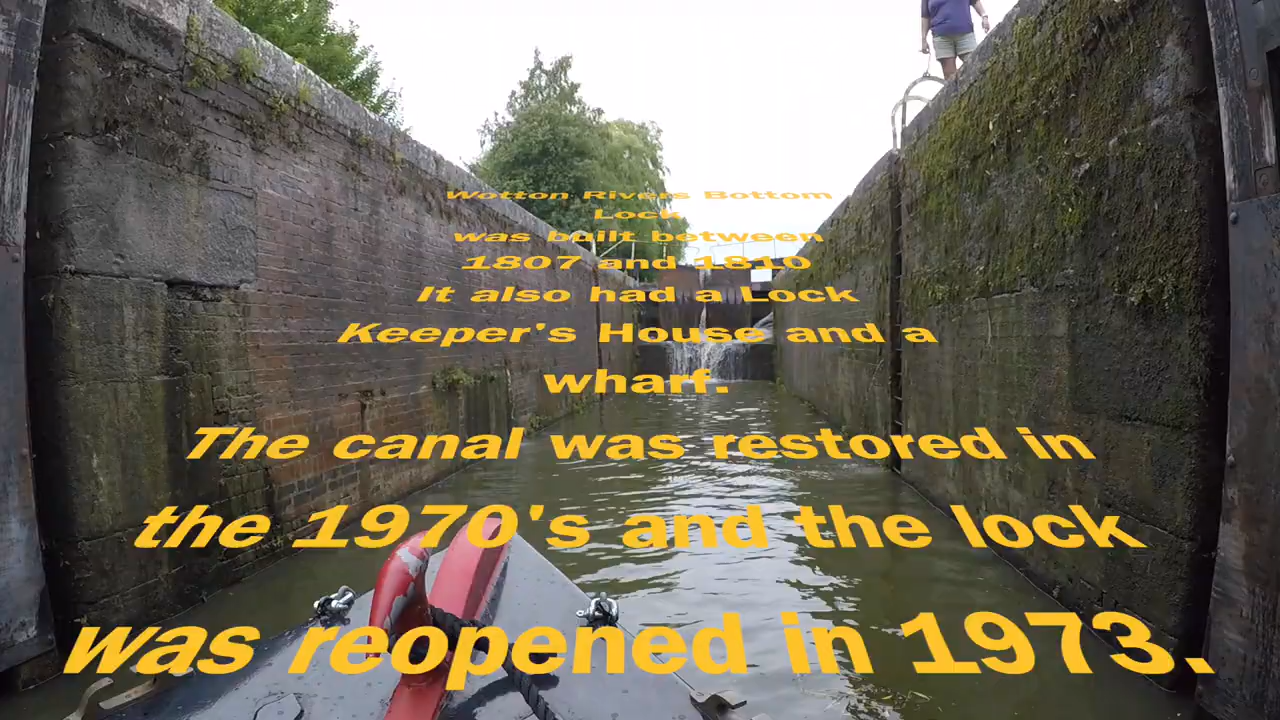 Wotton Rivers Bottom
Lock
was built between
1807 and 1810
It also had a Lock
Keeper's House and a
wharf.
The canal was restored in
the 1970's and the lock
was reopened in 1973.